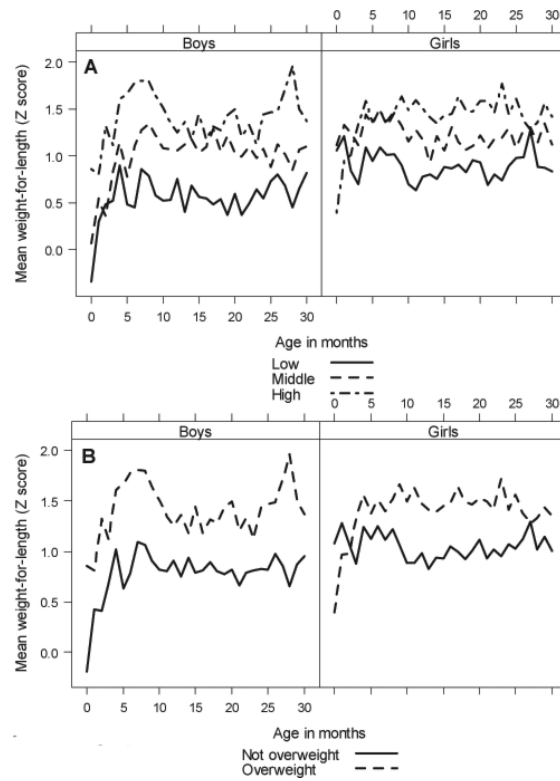 0 5 10 15 20 25 30
Boys Girls
A
2.0
1.5
1.0
0.5
0.0
Mean weight-for-length (Z score)
0 5 10 15 20 25 30
Age in months
Low
Middle
High
0 5 10 15 20 25 30
Boys Girls
B
2.0
1.5
1.0
0.5
0.0
Mean weight-for-length (Z score)
0 5 10 15 20 25 30
Age in months
Not overweight
Overweight